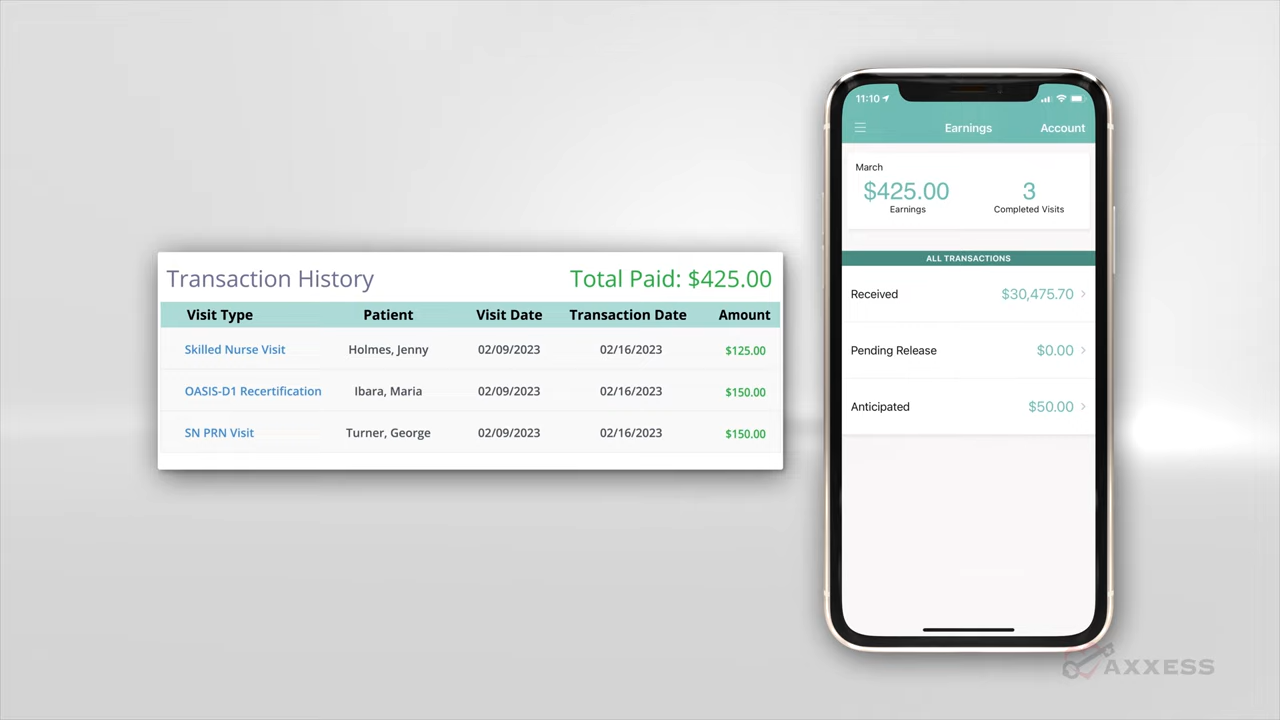 Transaction History Total Paid: $425.00
Visit Type Patient Visit Date Transaction Date Amount
Skilled Nurse Visit Holmes, Jenny 02/09/2023 02/16/2023 $125.00
OASIS-D1 Recertification Ibara, Maria 02/09/2023 02/16/2023 $150.00
SN PRN Visit Turner, George 02/09/2023 02/16/2023 $150.00
11:10
Earnings Account
March
$425.00 3
Earnings Completed Visits
ALL TRANSACTIONS
Received $30,475.70
Pending Release $0.00
Anticipated $50.00
AXXESS